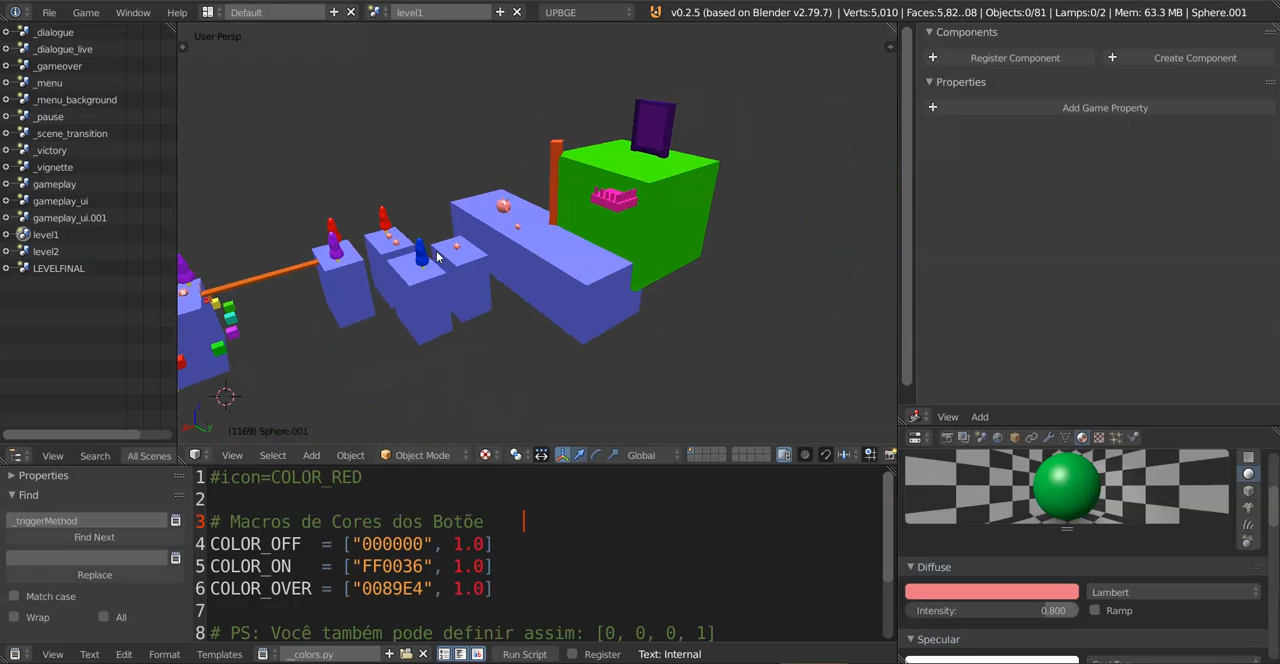 File Game Window Help Default level1 UPBGE v0.2.5 (based on Blender v2.79.7) | Verts:5,010 | Faces:5,82..08 | Objects:0/81 | Lamps:0/2 | Mem: 63.3 MB | Sphere.001
_dialogue
_dialogue_live
_gameover
_menu
_menu_background
_pause
_scene_transition
_victory
_vignette
gameplay
gameplay_ui
gameplay_ui.001
level1
level2
LEVELFINAL
View Search All Scenes
User Persp
(1169) Sphere.001
View Select Add Object Object Mode Global
Components
Register Component Create Component
Properties
Add Game Property
View Add
Diffuse
Lambert
Intensity: 0.800 Ramp
Specular
Properties
Find
_triggerMethod
Find Next
Replace
Match case
Wrap All
1 #icon=COLOR_RED
2
3 # Macros de Cores dos Botõe
4 COLOR_OFF = ["000000", 1.0]
5 COLOR_ON = ["FF0036", 1.0]
6 COLOR_OVER = ["0089E4", 1.0]
7
8 # PS: Você também pode definir assim: [0, 0, 0, 1]
View Text Edit Format Templates __colors.py Run Script Register Text: Internal